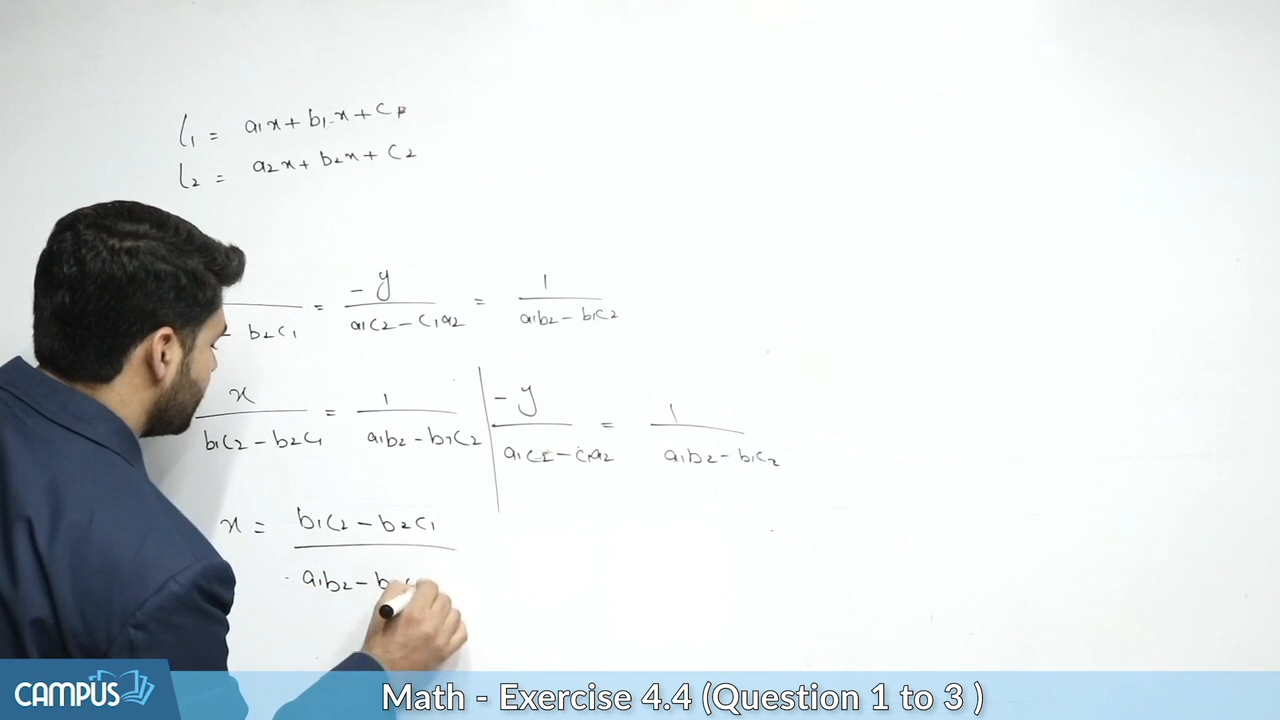 l₁ = a₁x + b₁x + c₁
l₂ = a₂x + b₂x + c₂
- b₂c₁ = -y / a₁c₂ - c₁a₂ = 1 / a₁b₂ - b₁c₂
x / b₁c₂ - b₂c₁ = 1 / a₁b₂ - b₁c₂ | -y / a₁c₂ - c₁a₂ = 1 / a₁b₂ - b₁c₂
x = b₁c₂ - b₂c₁ / a₁b₂ - b
CAMPUS
Math - Exercise 4.4 (Question 1 to 3 )